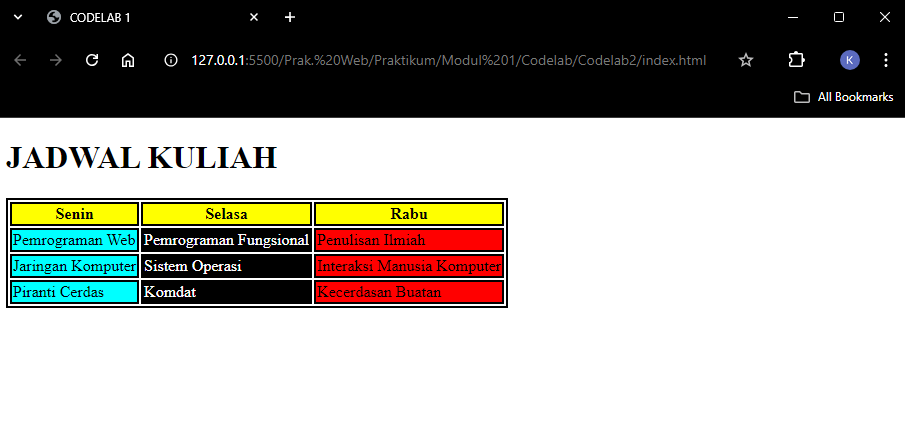 CODELAB 1
127.0.0.1:5500/Prak.%20Web/Praktikum/Modul%201/Codelab/Codelab2/index.html
K
All Bookmarks
JADWAL KULIAH
Senin Selasa Rabu
Pemrograman Web Pemrograman Fungsional Penulisan Ilmiah
Jaringan Komputer Sistem Operasi Interaksi Manusia Komputer
Piranti Cerdas Komdat Kecerdasan Buatan